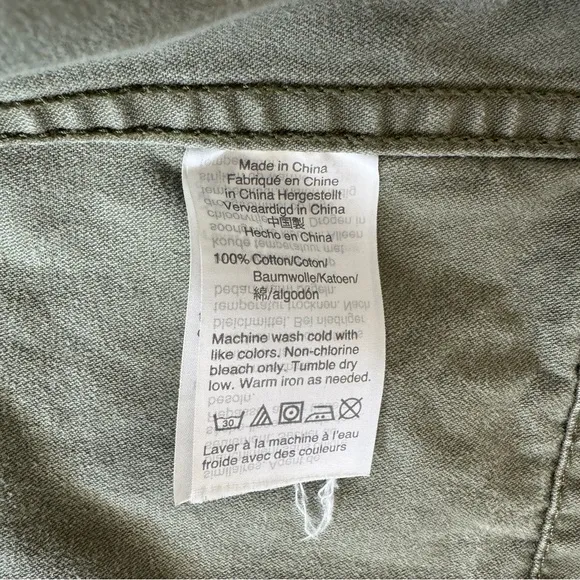 Made in China
Fabriqué en Chine
in China Hergestellt
Vervaardigd in China
中国製
Hecho en China
100% Cotton/Coton/
Baumwolle/Katoen/
綿/algodón
Machine wash cold with
like colors. Non-chlorine
bleach only. Tumble dry
low. Warm iron as needed.
30
Laver à la machine à l'eau
froide avec des couleurs